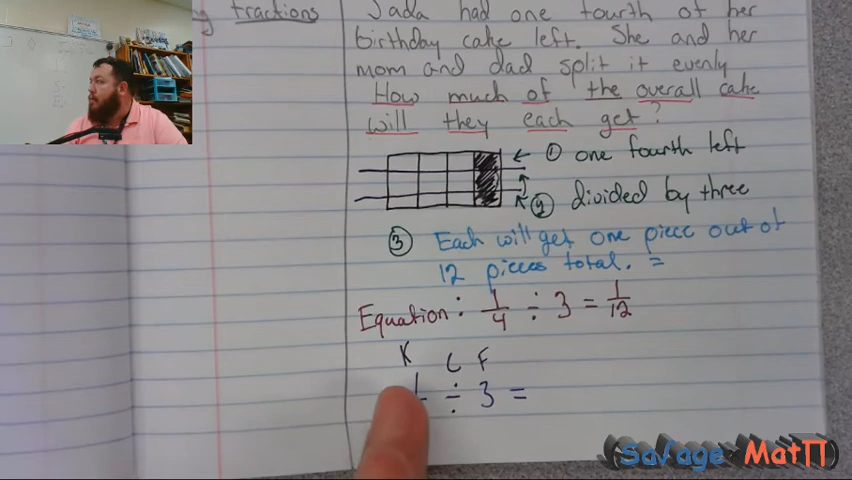 fractions
Jada had one fourth of her
birthday cake left. She and her
mom and dad split it evenly
How much of the overall cake
will they each get?
① one fourth left
② divided by three
③ Each will get one piece out of
12 pieces total. =
Equation: 1/4 ÷ 3 = 1/12
K C F
1 ÷ 3 =
Savage MatΠ